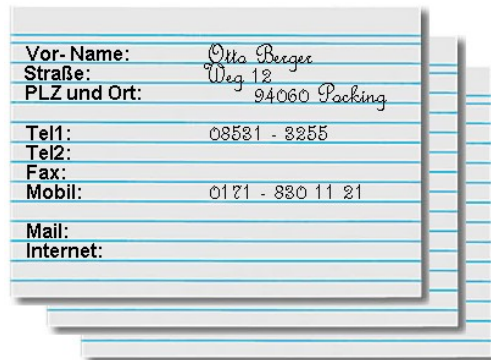 Vor- Name: Otto Berger
Straße: Weg 12
PLZ und Ort: 94060 Pocking
Tel1: 08531 - 3255
Tel2:
Fax:
Mobil: 0171 - 830 11 21
Mail:
Internet: